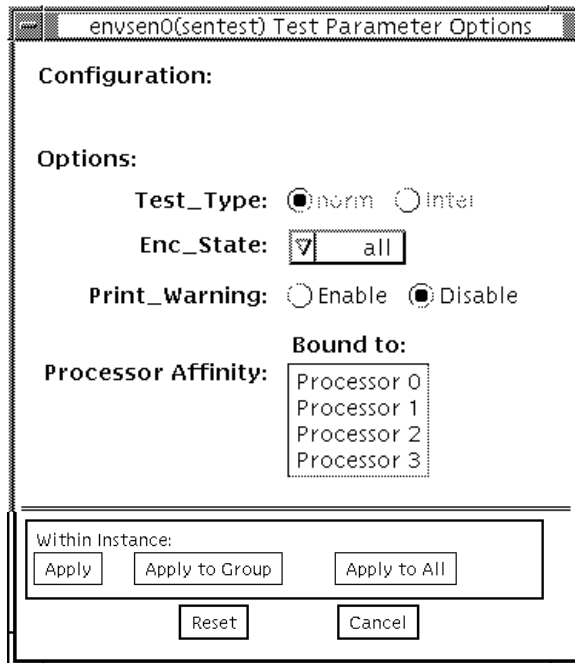 envsen0(sentest) Test Parameter Options
Configuration:
Options:
Test_Type: norm inter
Enc_State: all
Print_Warning: Enable Disable
Bound to:
Processor Affinity:
Processor 0
Processor 1
Processor 2
Processor 3
Within Instance:
Apply Apply to Group Apply to All
Reset Cancel